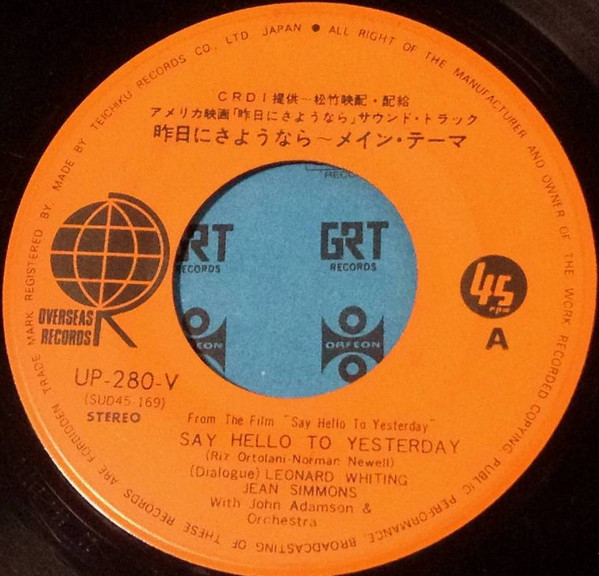 TRADE MARK REGISTERED BY. MADE BY TEICHIKU RECORDS CO., LTD JAPAN ● ALL RIGHT OF THE MANUFACTURER AND OWNER OF THE WORK RECORDED COPYING PUBLIC PERFORMANCE, BROADCASTING OF THESE RECORDS ARE FORBIDDEN
CRDI提供~松竹映配・配給
アメリカ映画「昨日にさようなら」サウンド・トラック
昨日にさようなら~メイン・テーマ
RECO
GRT
RECORDS
RT
RECORDS
45
rpm
A
OVERSEAS
RECORDS
ORFEON
EON
UP-280-V
(SUD45-169)
STEREO
From The Film "Say Hello To Yesterday"
SAY HELLO TO YESTERDAY
(Riz Ortolani-Norman Newell)
(Dialogue) LEONARD WHITING
JEAN SIMMONS
With John Adamson &
Orchestra